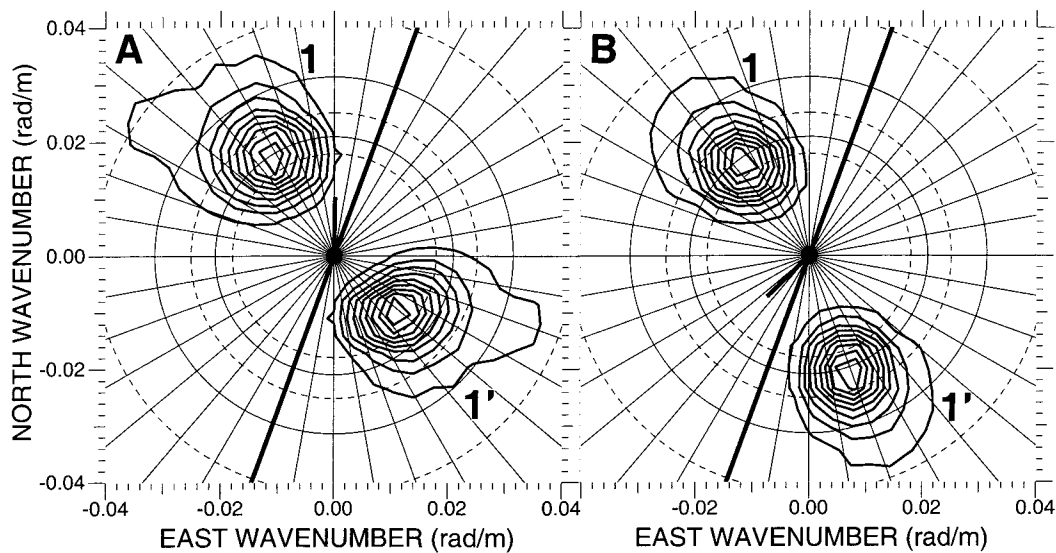 A
1
1'
B
1
1'
NORTH WAVENUMBER (rad/m)
0.04
0.02
0.00
-0.02
-0.04
-0.04 -0.02 0.00 0.02 0.04
EAST WAVENUMBER (rad/m)
-0.02 0.00 0.02 0.04
EAST WAVENUMBER (rad/m)